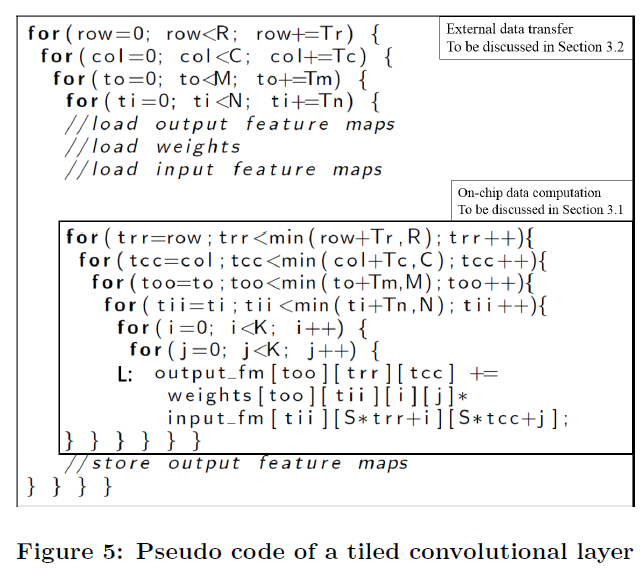 for(row=0; row<R; row+=Tr) {
External data transfer
To be discussed in Section 3.2
for(col=0; col<C; col+=Tc) {
for(to=0; to<M; to+=Tm) {
for(ti=0; ti<N; ti+=Tn) {
//load output feature maps
//load weights
//load input feature maps
On-chip data computation
To be discussed in Section 3.1
for(trr=row; trr<min(row+Tr,R); trr++){
for(tcc=col; tcc<min(col+Tc,C); tcc++){
for(too=to; too<min(to+Tm,M); too++){
for(tii=ti; tii<min(ti+Tn,N); tii++){
for(i=0; i<K; i++) {
for(j=0; j<K; j++) {
L: output_fm[too][trr][tcc] +=
weights[too][tii][i][j]*
input_fm[tii][S*trr+i][S*tcc+j];
} } } } } }
//store output feature maps
} } } }
Figure 5: Pseudo code of a tiled convolutional layer